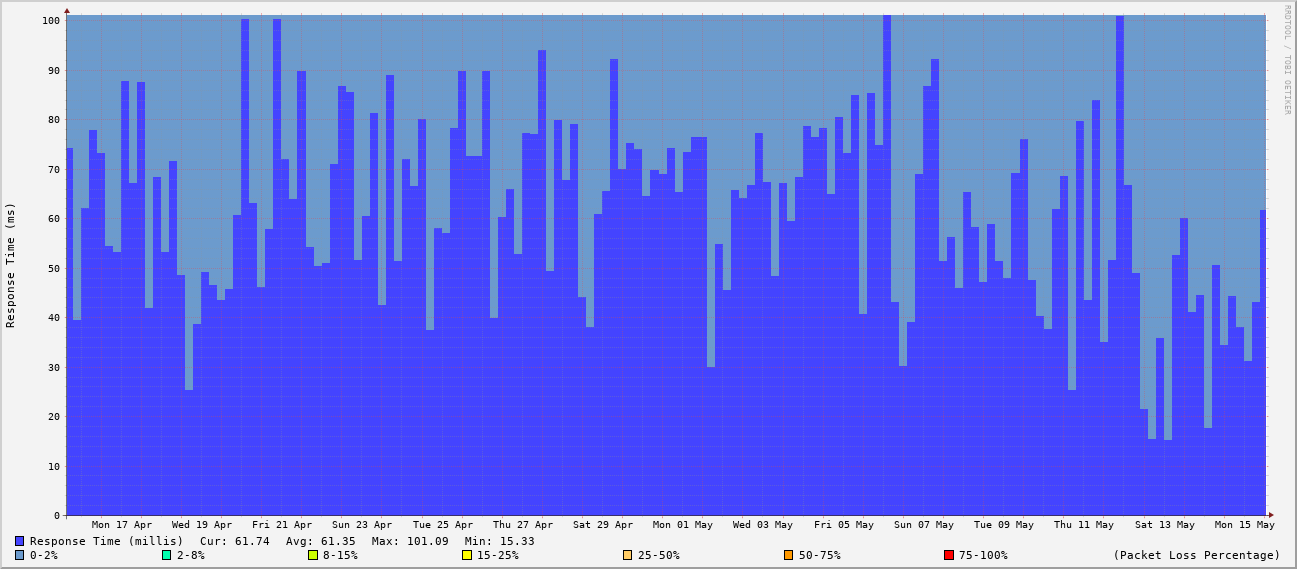 RRDTOOL / TOBI OETIKER
Response Time (ms)
100
90
80
70
60
50
40
30
20
10
0
Mon 17 Apr Wed 19 Apr Fri 21 Apr Sun 23 Apr Tue 25 Apr Thu 27 Apr Sat 29 Apr Mon 01 May Wed 03 May Fri 05 May Sun 07 May Tue 09 May Thu 11 May Sat 13 May Mon 15 May
Response Time (millis) Cur: 61.74 Avg: 61.35 Max: 101.09 Min: 15.33
0-2% 2-8% 8-15% 15-25% 25-50% 50-75% 75-100% (Packet Loss Percentage)